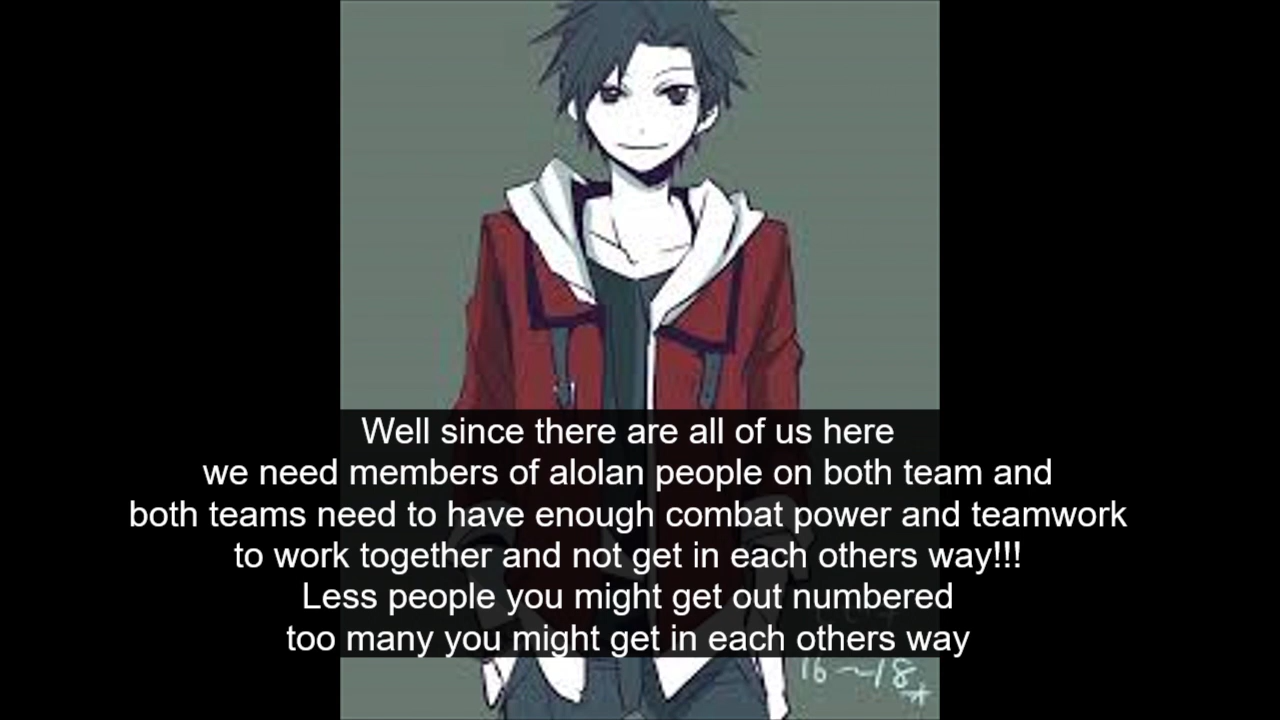 Well since there are all of us here
we need members of alolan people on both team and
both teams need to have enough combat power and teamwork
to work together and not get in each others way!!!
Less people you might get out numbered
too many you might get in each others way
16~18